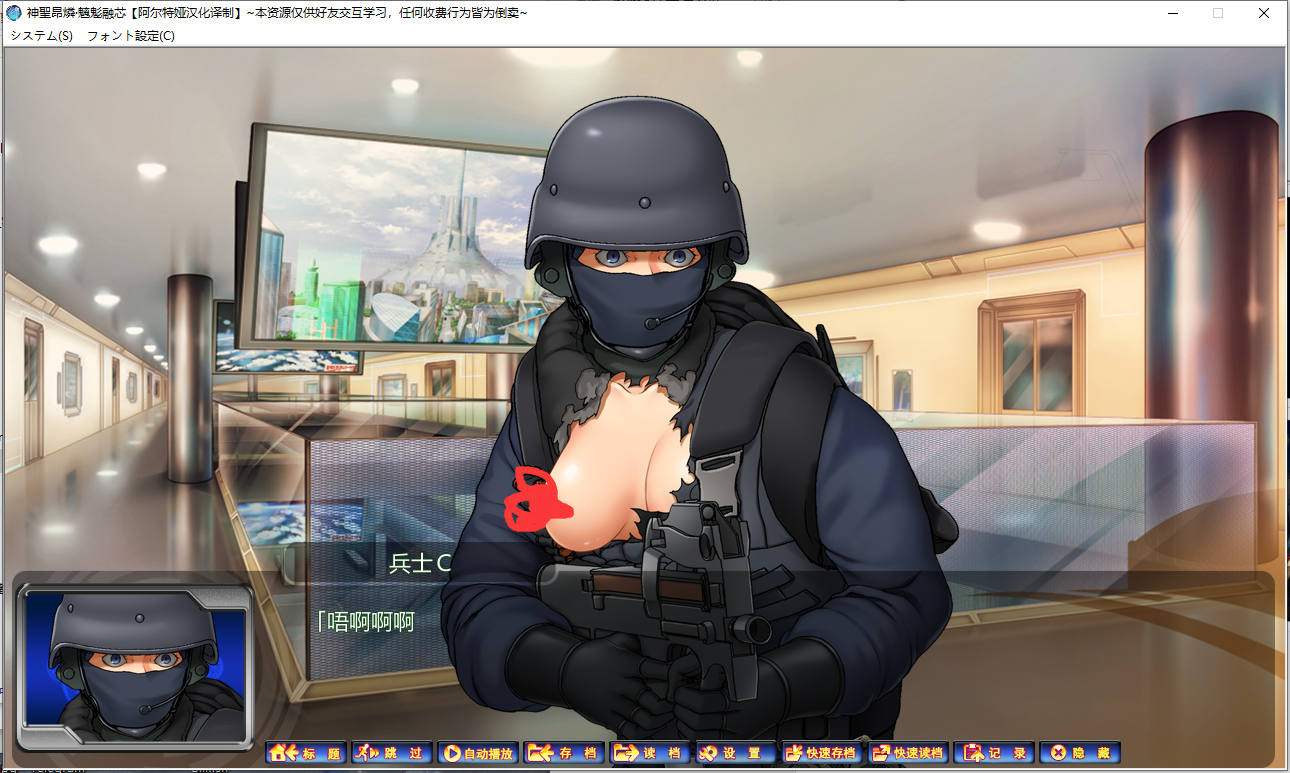 神聖昂燐·魑魅融芯【阿尔特娅汉化译制】~本资源仅供好友交互学习，任何收费行为皆为倒卖~
システム(S) フォント設定(C)
兵士Ｃ
「唔啊啊啊
标 题 跳 过 自动播放 存 档 读 档 设 置 快速存档 快速读档 记 录 隐 藏